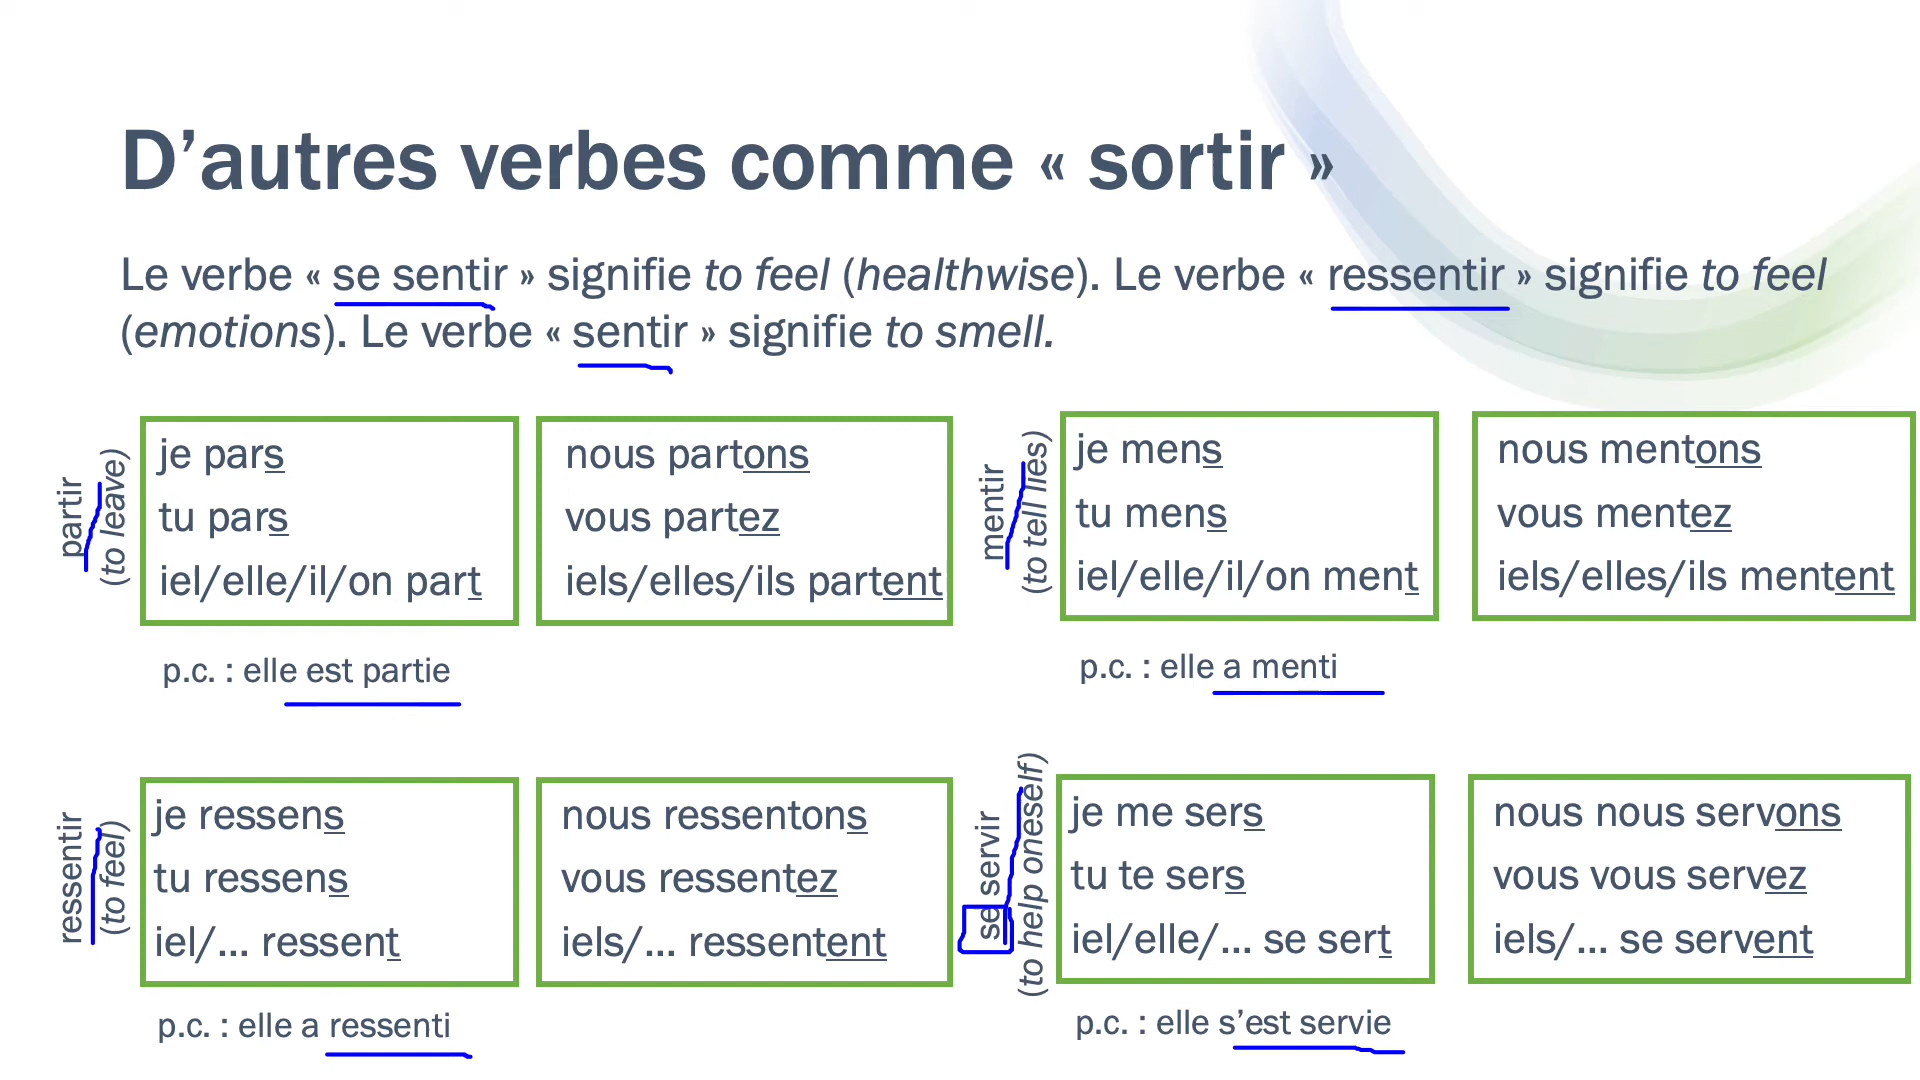 D’autres verbes comme « sortir »
Le verbe « se sentir » signifie to feel (healthwise). Le verbe « ressentir » signifie to feel
(emotions). Le verbe « sentir » signifie to smell.
partir
(to leave)
je pars
tu pars
iel/elle/il/on part
nous partons
vous partez
iels/elles/ils partent
p.c. : elle est partie
mentir
(to tell lies)
je mens
tu mens
iel/elle/il/on ment
nous mentons
vous mentez
iels/elles/ils mentent
p.c. : elle a menti
ressentir
(to feel)
je ressens
tu ressens
iel/... ressent
nous ressentons
vous ressentez
iels/... ressentent
p.c. : elle a ressenti
se servir
(to help oneself)
je me sers
tu te sers
iel/elle/... se sert
nous nous servons
vous vous servez
iels/... se servent
p.c. : elle s’est servie